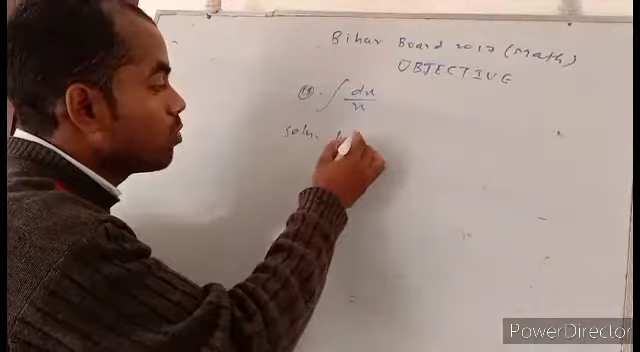 Bihar Board 2017 (Math)
OBJECTIVE
∫ dx/x
Soln.
PowerDirector